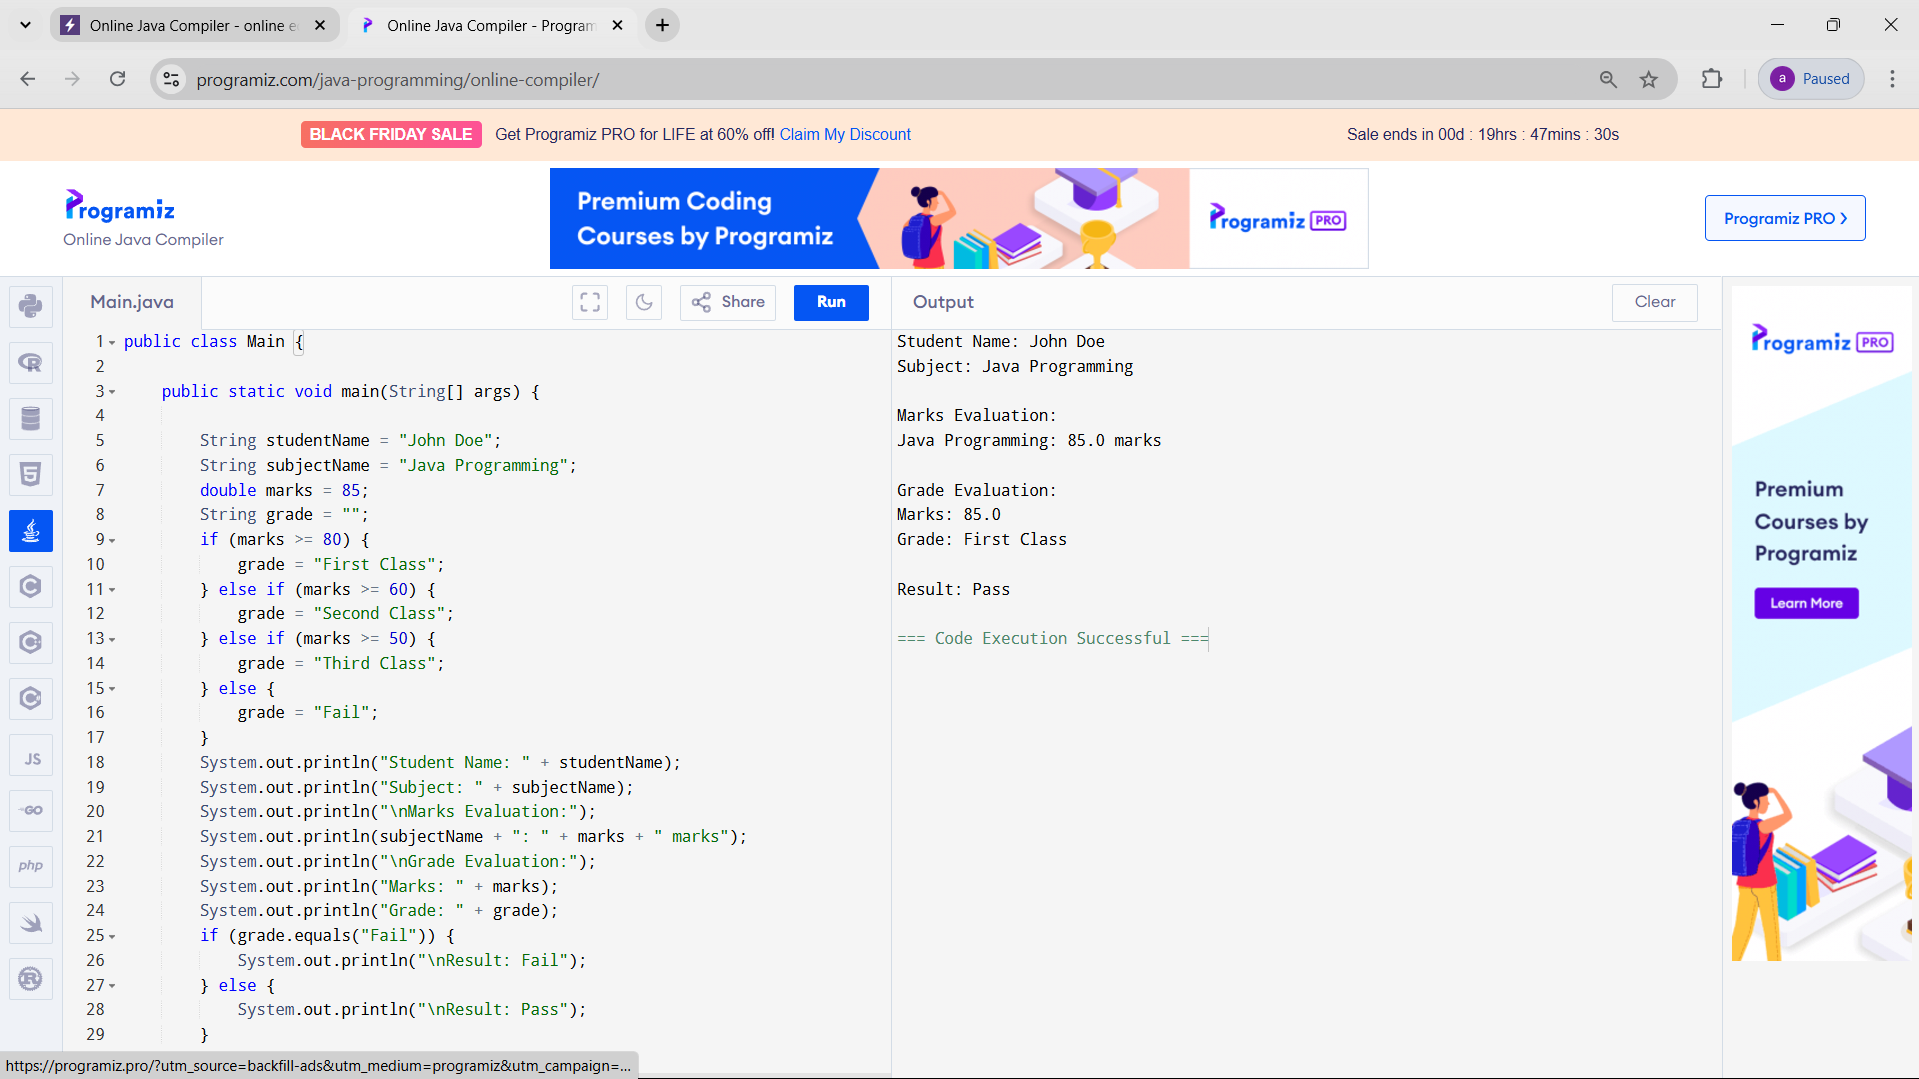 Online Java Compiler - online e
Online Java Compiler - Program
programiz.com/java-programming/online-compiler/
a Paused
BLACK FRIDAY SALE Get Programiz PRO for LIFE at 60% off! Claim My Discount
Sale ends in 00d : 19hrs : 47mins : 30s
Programiz
Online Java Compiler
Premium Coding
Courses by Programiz
Programiz PRO
Programiz PRO
Main.java
Share
Run
Output
Clear
1 public class Main {
2
3     public static void main(String[] args) {
4
5         String studentName = "John Doe";
6         String subjectName = "Java Programming";
7         double marks = 85;
8         String grade = "";
9         if (marks >= 80) {
10             grade = "First Class";
11         } else if (marks >= 60) {
12             grade = "Second Class";
13         } else if (marks >= 50) {
14             grade = "Third Class";
15         } else {
16             grade = "Fail";
17         }
18         System.out.println("Student Name: " + studentName);
19         System.out.println("Subject: " + subjectName);
20         System.out.println("\nMarks Evaluation:");
21         System.out.println(subjectName + ": " + marks + " marks");
22         System.out.println("\nGrade Evaluation:");
23         System.out.println("Marks: " + marks);
24         System.out.println("Grade: " + grade);
25         if (grade.equals("Fail")) {
26             System.out.println("\nResult: Fail");
27         } else {
28             System.out.println("\nResult: Pass");
29         }
Student Name: John Doe
Subject: Java Programming
Marks Evaluation:
Java Programming: 85.0 marks
Grade Evaluation:
Marks: 85.0
Grade: First Class
Result: Pass
=== Code Execution Successful ===
Programiz PRO
Premium
Courses by
Programiz
Learn More
R
5
C
C
C
JS
GO
php
R
https://programiz.pro/?utm_source=backfill-ads&utm_medium=programiz&utm_campaign=...